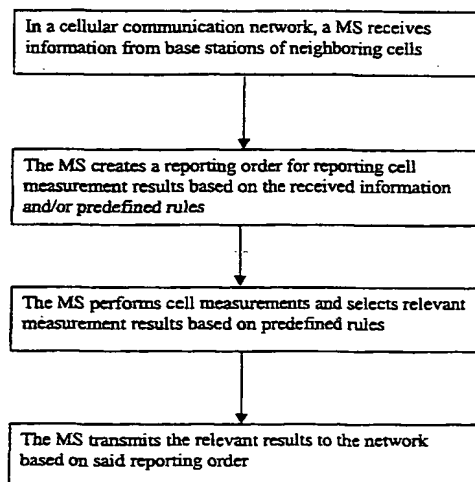 In a cellular communication network, a MS receives
information from base stations of neighboring cells
The MS creates a reporting order for reporting cell
measurement results based on the received information
and/or predefined rules
The MS performs cell measurements and selects relevant
measurement results based on predefined rules
The MS transmits the relevant results to the network
based on said reporting order